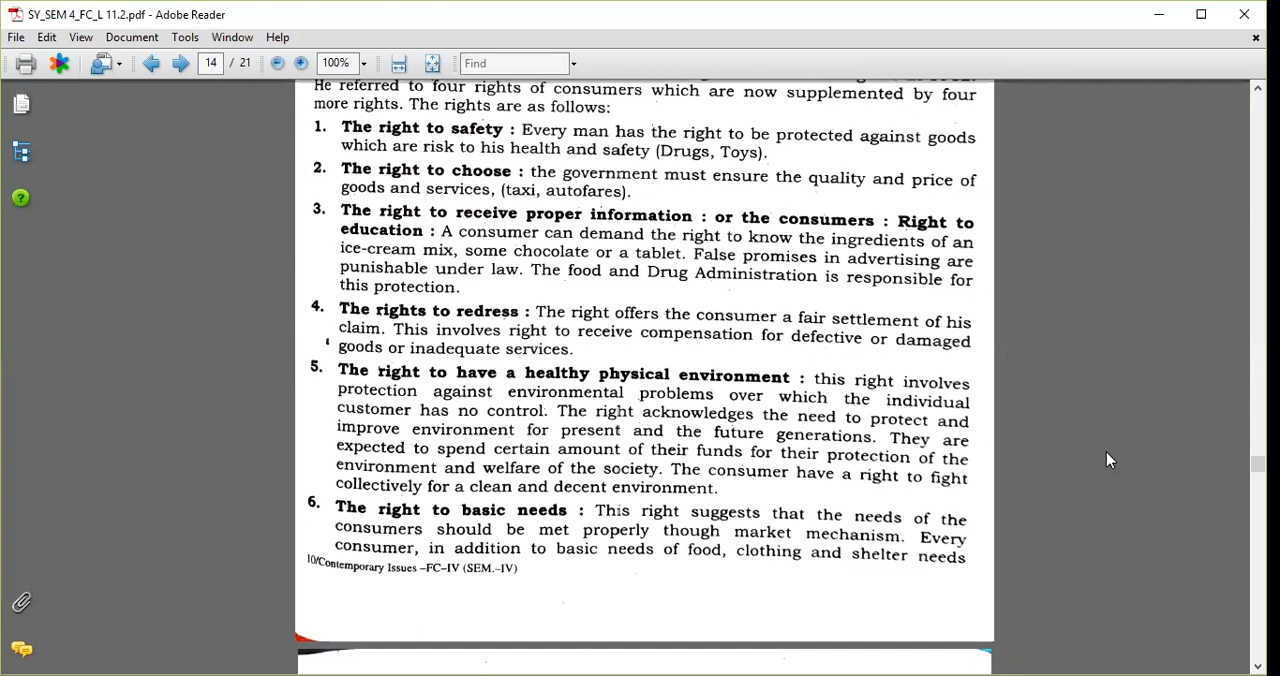 SY_SEM 4_FC_L 11.2.pdf - Adobe Reader
File Edit View Document Tools Window Help
14 / 21 100% Find
He referred to four rights of consumers which are now supplemented by four
more rights. The rights are as follows:
1. The right to safety : Every man has the right to be protected against goods
which are risk to his health and safety (Drugs, Toys).
2. The right to choose : the government must ensure the quality and price of
goods and services, (taxi, autofares).
3. The right to receive proper information : or the consumers : Right to
education : A consumer can demand the right to know the ingredients of an
ice-cream mix, some chocolate or a tablet. False promises in advertising are
punishable under law. The food and Drug Administration is responsible for
this protection.
4. The rights to redress : The right offers the consumer a fair settlement of his
claim. This involves right to receive compensation for defective or damaged
goods or inadequate services.
5. The right to have a healthy physical environment : this right involves
protection against environmental problems over which the individual
customer has no control. The right acknowledges the need to protect and
improve environment for present and the future generations. They are
expected to spend certain amount of their funds for their protection of the
environment and welfare of the society. The consumer have a right to fight
collectively for a clean and decent environment.
6. The right to basic needs : This right suggests that the needs of the
consumers should be met properly though market mechanism. Every
consumer, in addition to basic needs of food, clothing and shelter needs
10/Contemporary Issues –FC–IV (SEM.–IV)